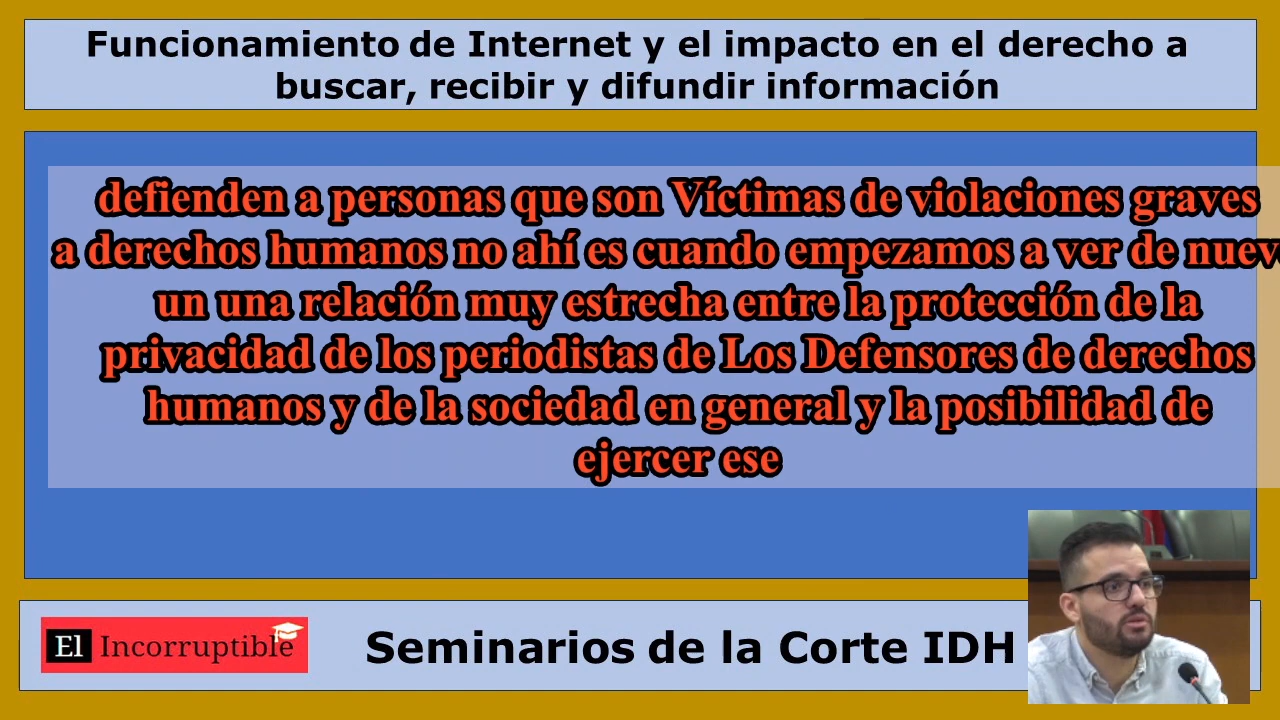 Funcionamiento de Internet y el impacto en el derecho a
buscar, recibir y difundir información
defienden a personas que son Víctimas de violaciones graves
a derechos humanos no ahí es cuando empezamos a ver de nuev
un una relación muy estrecha entre la protección de la
privacidad de los periodistas de Los Defensores de derechos
humanos y de la sociedad en general y la posibilidad de
ejercer ese
El Incorruptible
Seminarios de la Corte IDH